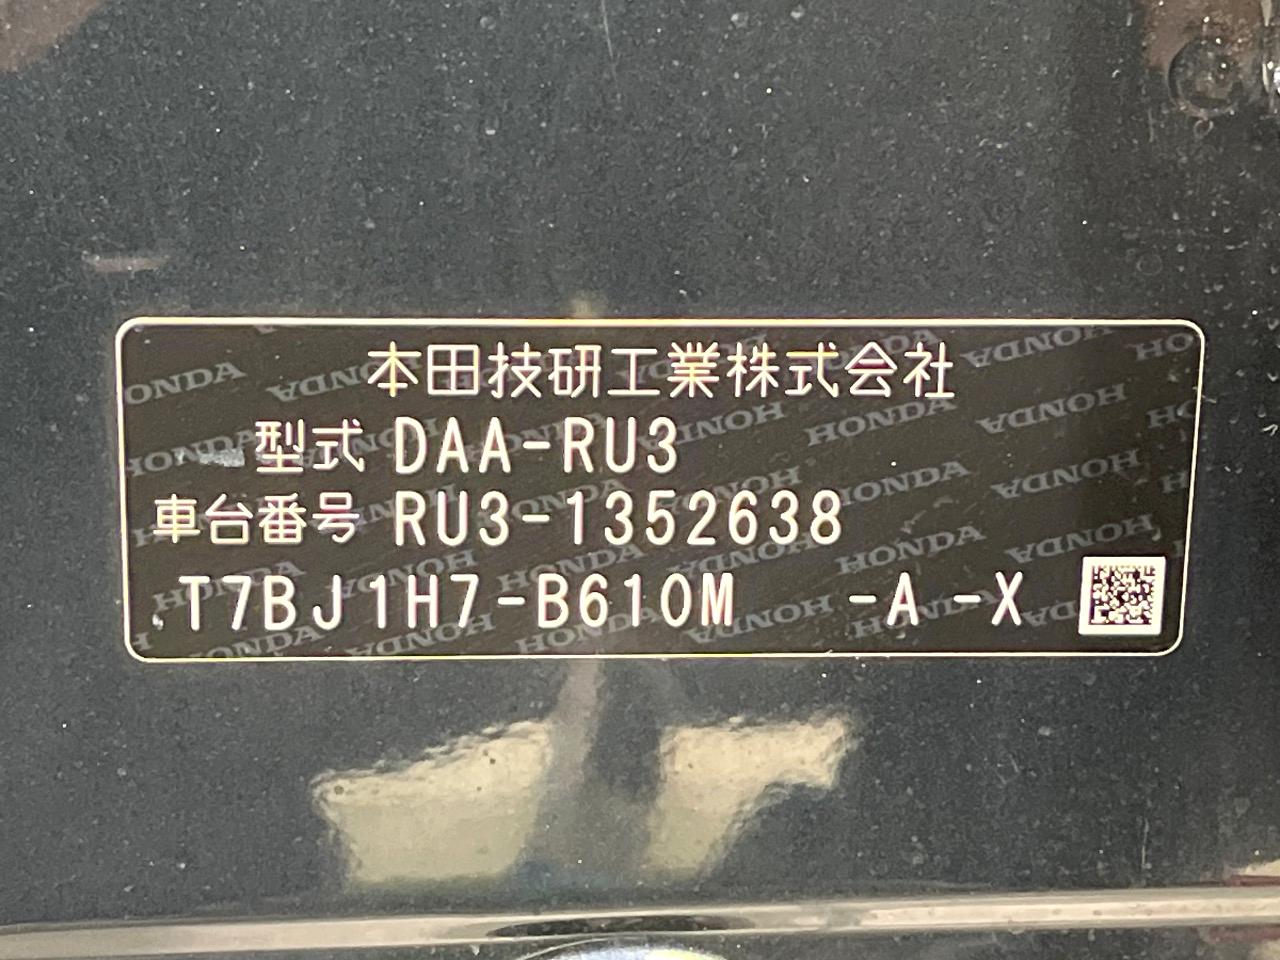 本田技研工業株式会社
型式 DAA-RU3
車台番号 RU3-1352638
T7BJ1H7-B610M -A -X